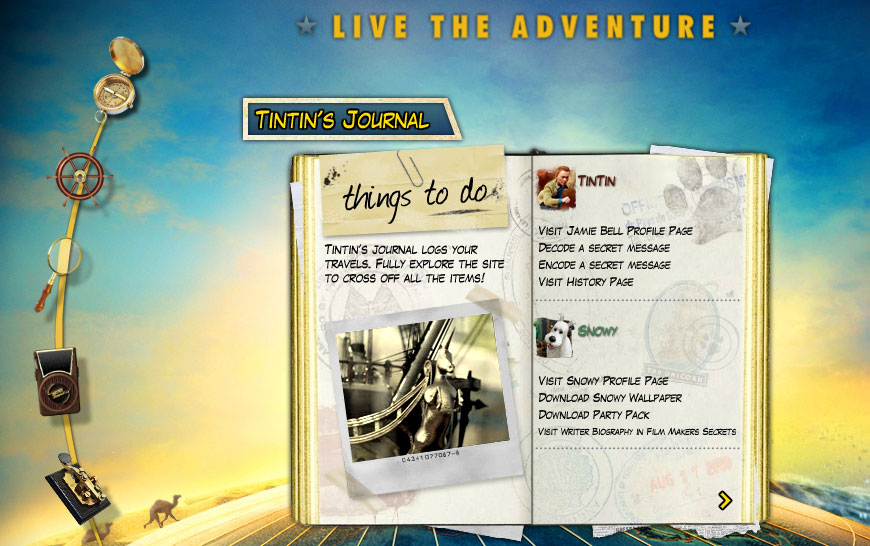 LIVE THE ADVENTURE
TINTIN'S JOURNAL
things to do
TINTIN'S JOURNAL LOGS YOUR
TRAVELS. FULLY EXPLORE THE SITE
TO CROSS OFF ALL THE ITEMS!
TINTIN
VISIT JAMIE BELL PROFILE PAGE
DECODE A SECRET MESSAGE
ENCODE A SECRET MESSAGE
VISIT HISTORY PAGE
SNOWY
VISIT SNOWY PROFILE PAGE
DOWNLOAD SNOWY WALLPAPER
DOWNLOAD PARTY PACK
VISIT WRITER BIOGRAPHY IN FILM MAKERS SECRETS